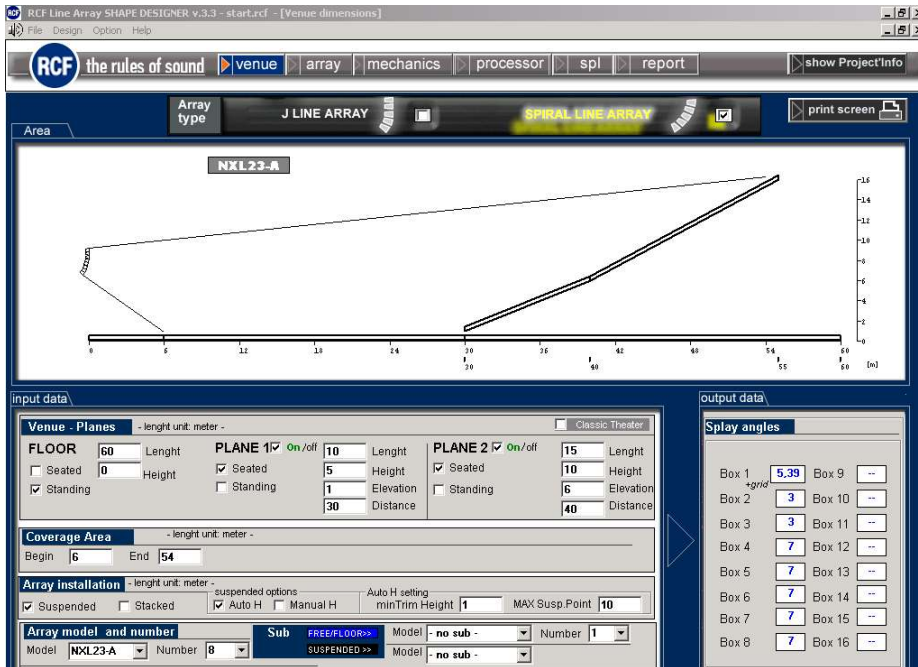 RCF Line Array SHAPE DESIGNER v.3.3 - start.rcf - [Venue dimensions]
File Design Option Help
RCF the rules of sound venue array mechanics processor spl report show Project'Info
Array type J LINE ARRAY SPIRAL LINE ARRAY print screen
Area
NXL23-A
16
14
12
10
8
6
4
2
0
0 6 12 18 24 30 36 42 48 54 60
30 40 55 60 [m]
input data
Venue - Planes - lenght unit: meter - Classic Theater
FLOOR 60 Lenght PLANE 1 On/off 10 Lenght PLANE 2 On/off 15 Lenght
Seated 0 Height Seated 5 Height Seated 10 Height
Standing Standing 1 Elevation Standing 6 Elevation
30 Distance 40 Distance
Coverage Area - lenght unit: meter -
Begin 6 End 54
Array installation - lenght unit: meter - suspended options Auto H setting
Suspended Stacked Auto H Manual H minTrim Height 1 MAX Susp.Point 10
Array model and number Sub FREE/FLOOR>> Model - no sub - Number 1
Model NXL23-A Number 8 SUSPENDED >> Model - no sub -
output data
Splay angles
Box 1 +grid 5,39 Box 9 --
Box 2 3 Box 10 --
Box 3 3 Box 11 --
Box 4 7 Box 12 --
Box 5 7 Box 13 --
Box 6 7 Box 14 --
Box 7 7 Box 15 --
Box 8 7 Box 16 --